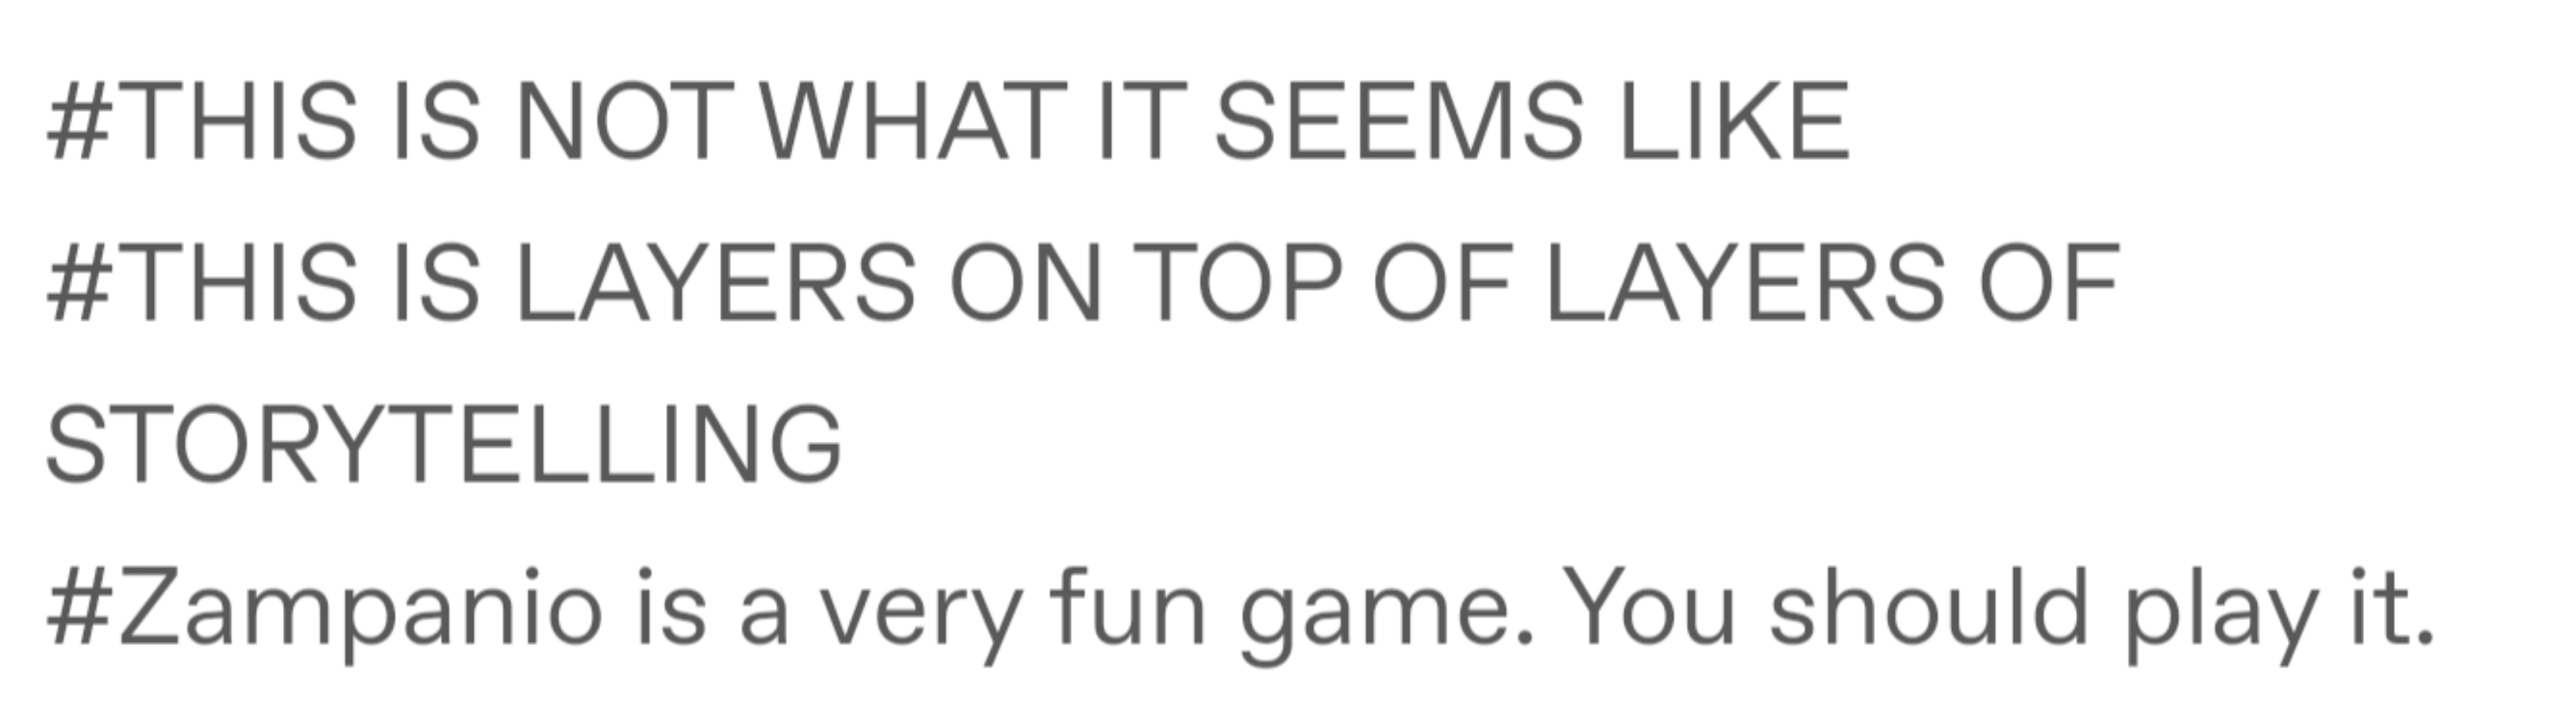 #THIS IS NOT WHAT IT SEEMS LIKE
#THIS IS LAYERS ON TOP OF LAYERS OF
STORYTELLING
#Zampanio is a very fun game. You should play it.